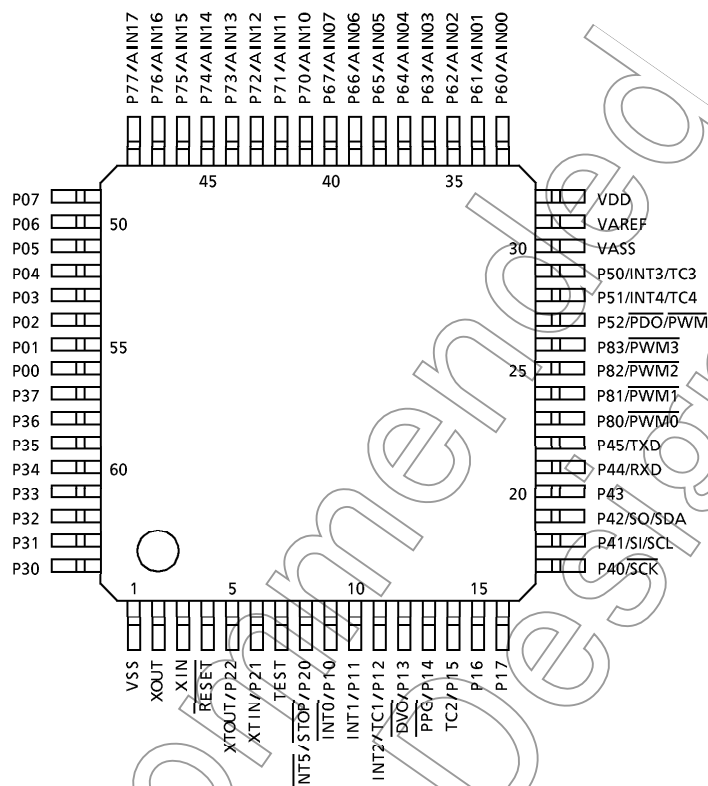 P77/AIN17
P76/AIN16
P75/AIN15
P74/AIN14
P73/AIN13
P72/AIN12
P71/AIN11
P70/AIN10
P67/AIN07
P66/AIN06
P65/AIN05
P64/AIN04
P63/AIN03
P62/AIN02
P61/AIN01
P60/AIN00
45
40
35
P07
P06
P05
P04
P03
P02
P01
P00
P37
P36
P35
P34
P33
P32
P31
P30
50
55
60
30
25
20
VDD
VAREF
VASS
P50/INT3/TC3
P51/INT4/TC4
P52/PDO/PWM
P83/PWM3
P82/PWM2
P81/PWM1
P80/PWM0
P45/TXD
P44/RXD
P43
P42/SO/SDA
P41/SI/SCL
P40/SCK
1
5
10
15
VSS
XOUT
XIN
RESET
XTOUT/P22
XTIN/P21
TEST
NT5/STOP/P20
INT0/P10
INT1/P11
INT2/TC1/P12
DVO/P13
PPG/P14
TC2/P15
P16
P17
ommended
Desig